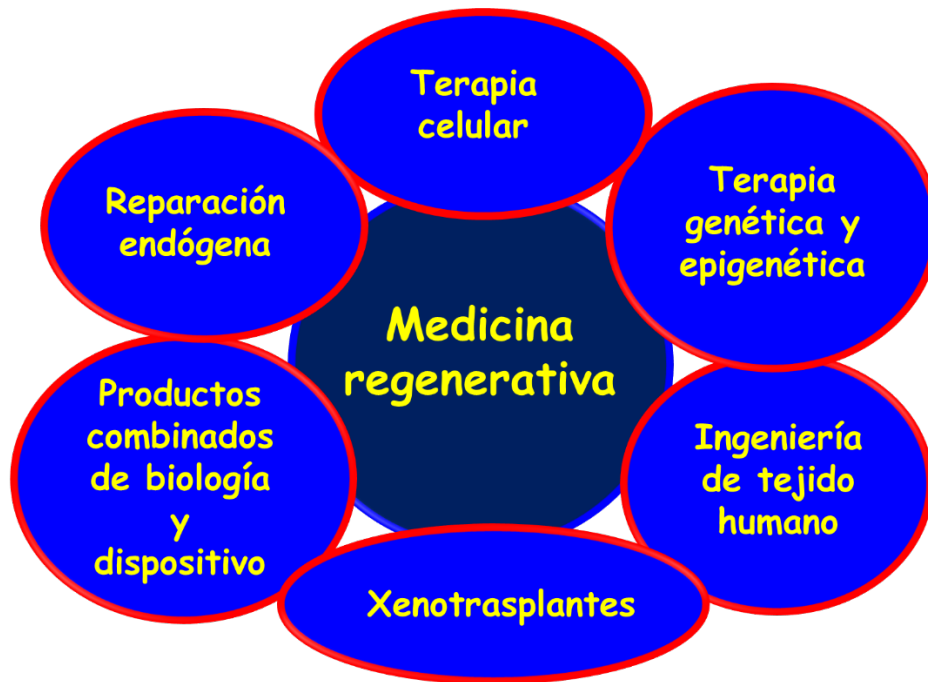 Terapia
celular
Terapia
genética y
epigenética
Ingeniería
de tejido
humano
Xenotrasplantes
Productos
combinados
de biología
y
dispositivo
Reparación
endógena
Medicina
regenerativa